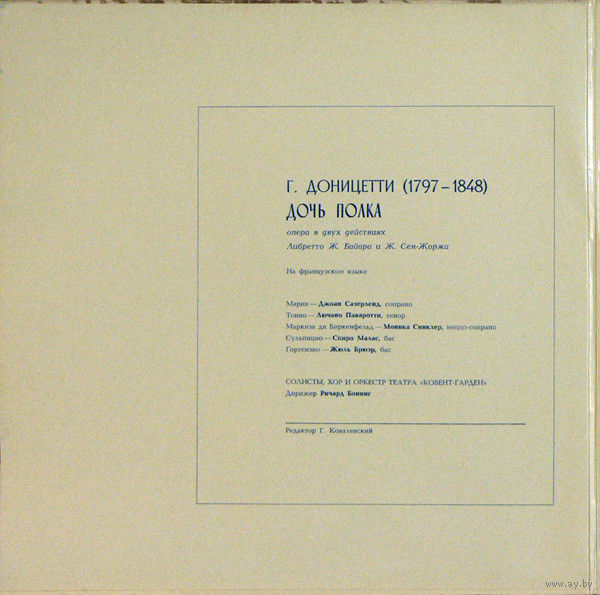 Г. ДОНИЦЕТТИ (1797–1848)
ДОЧЬ ПОЛКА
опера в двух действиях
Либретто Ж. Байара и Ж. Сен-Жоржа
На французском языке
Мария — Джоан Сазерленд, сопрано
Тонио — Лючано Паваротти, тенор
Маркиза ди Биркенфельд — Моника Синклер, меццо-сопрано
Сульпицио — Спиро Малас, бас
Гортензио — Жюль Брюэр, бас
СОЛИСТЫ, ХОР И ОРКЕСТР ТЕАТРА «КОВЕНТ-ГАРДЕН»
Дирижер Ричард Бонинг
Редактор Г. Ковалевский
www.ay.by